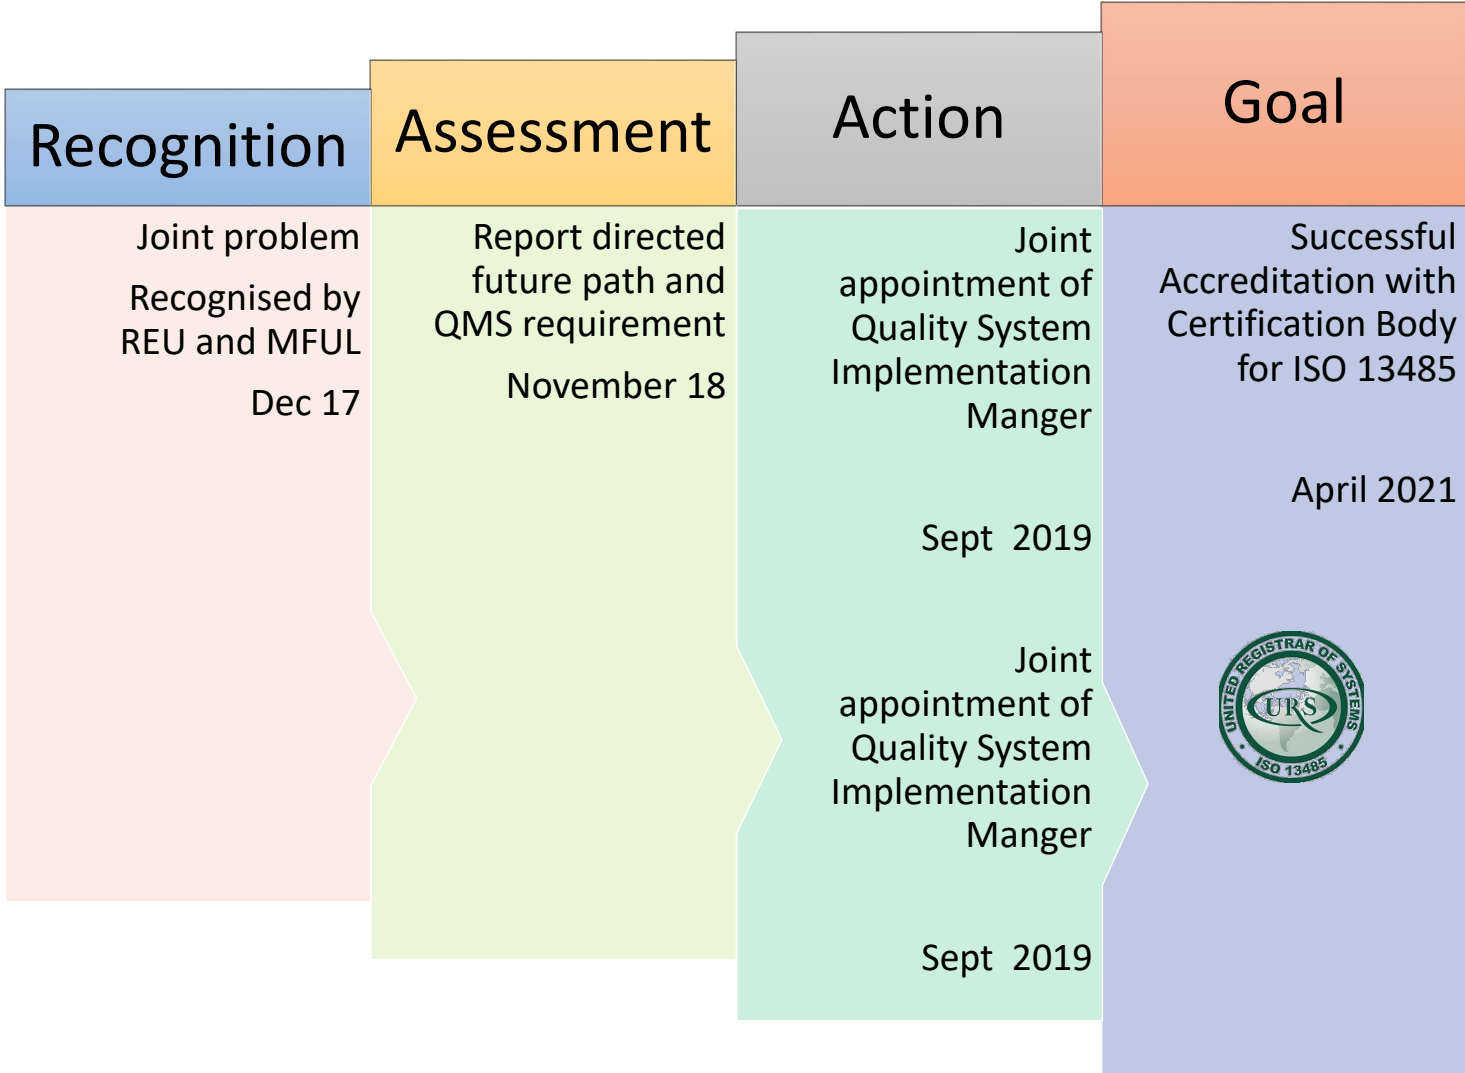 Recognition
Joint problem
Recognised by
REU and MFUL
Dec 17
Assessment
Report directed
future path and
QMS requirement
November 18
Action
Joint
appointment of
Quality System
Implementation
Manger
Sept  2019
Joint
appointment of
Quality System
Implementation
Manger
Sept  2019
Goal
Successful
Accreditation with
Certification Body
for ISO 13485
April 2021
UNITED REGISTRAR OF SYSTEMS
URS
ISO 13485